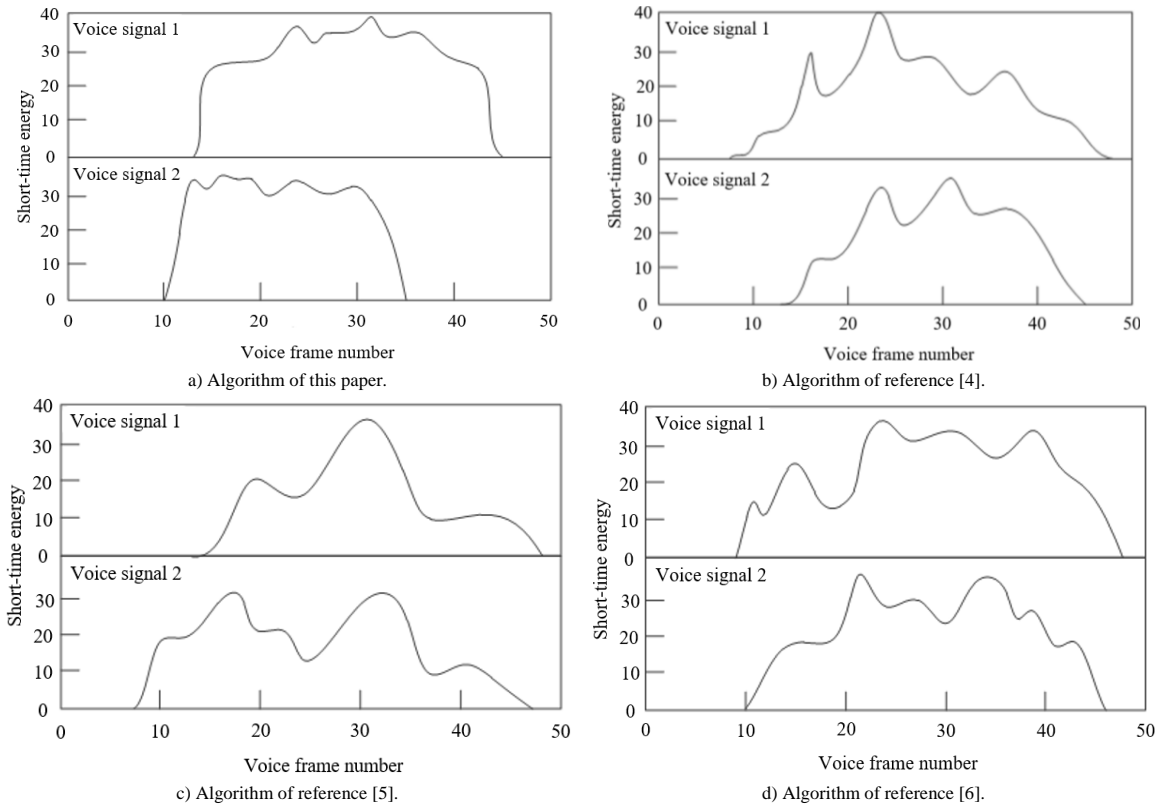 40
Voice signal 1
30
20
10
0
Short-time energy
Voice signal 2
30
20
10
0
0 10 20 30 40 50
Voice frame number
a) Algorithm of this paper.
40
Voice signal 1
30
20
10
0
Short-time energy
Voice signal 2
30
20
10
0
0 10 20 30 40 50
Voice frame number
b) Algorithm of reference [4].
40
Voice signal 1
30
20
10
0
Short-time energy
Voice signal 2
30
20
10
0
0 10 20 30 40 50
Voice frame number
c) Algorithm of reference [5].
40
Voice signal 1
30
20
10
0
Short-time energy
Voice signal 2
30
20
10
0
0 10 20 30 40 50
Voice frame number
d) Algorithm of reference [6].